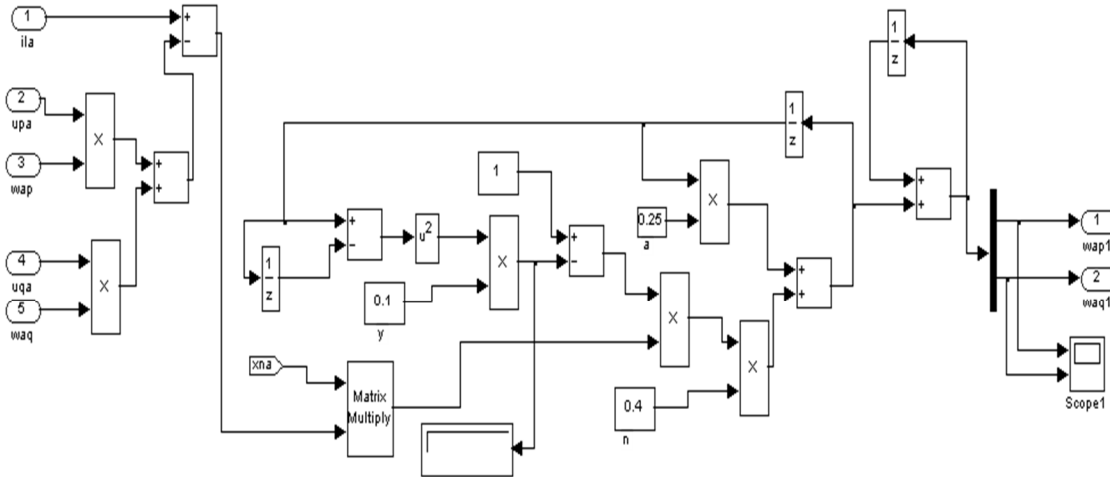 1
ila
+
−
2
upa
3
wap
X
+
+
4
uqa
5
waq
X
1
z
+
−
u²
0.1
y
X
1
+
−
xna
Matrix
Multiply
0.25
a
X
X
0.4
n
X
+
+
1
z
1
z
+
+
1
wap1
2
waq1
Scope1